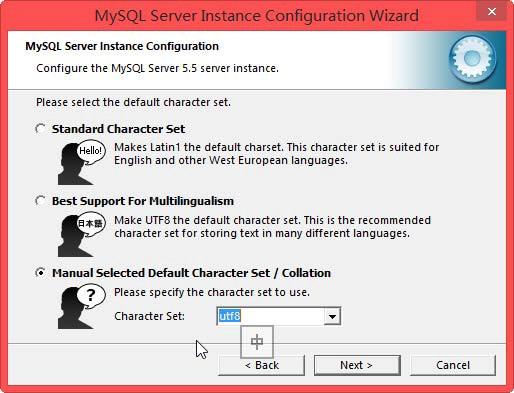 MySQL Server Instance Configuration Wizard
MySQL Server Instance Configuration
Configure the MySQL Server 5.5 server instance.
Please select the default character set.
Standard Character Set
Hello!
Makes Latin1 the default charset. This character set is suited for
English and other West European languages.
Best Support For Multilingualism
日本語
Make UTF8 the default character set. This is the recommended
character set for storing text in many different languages.
Manual Selected Default Character Set / Collation
?
Please specify the character set to use.
Character Set:
utf8
中
< Back
Next >
Cancel